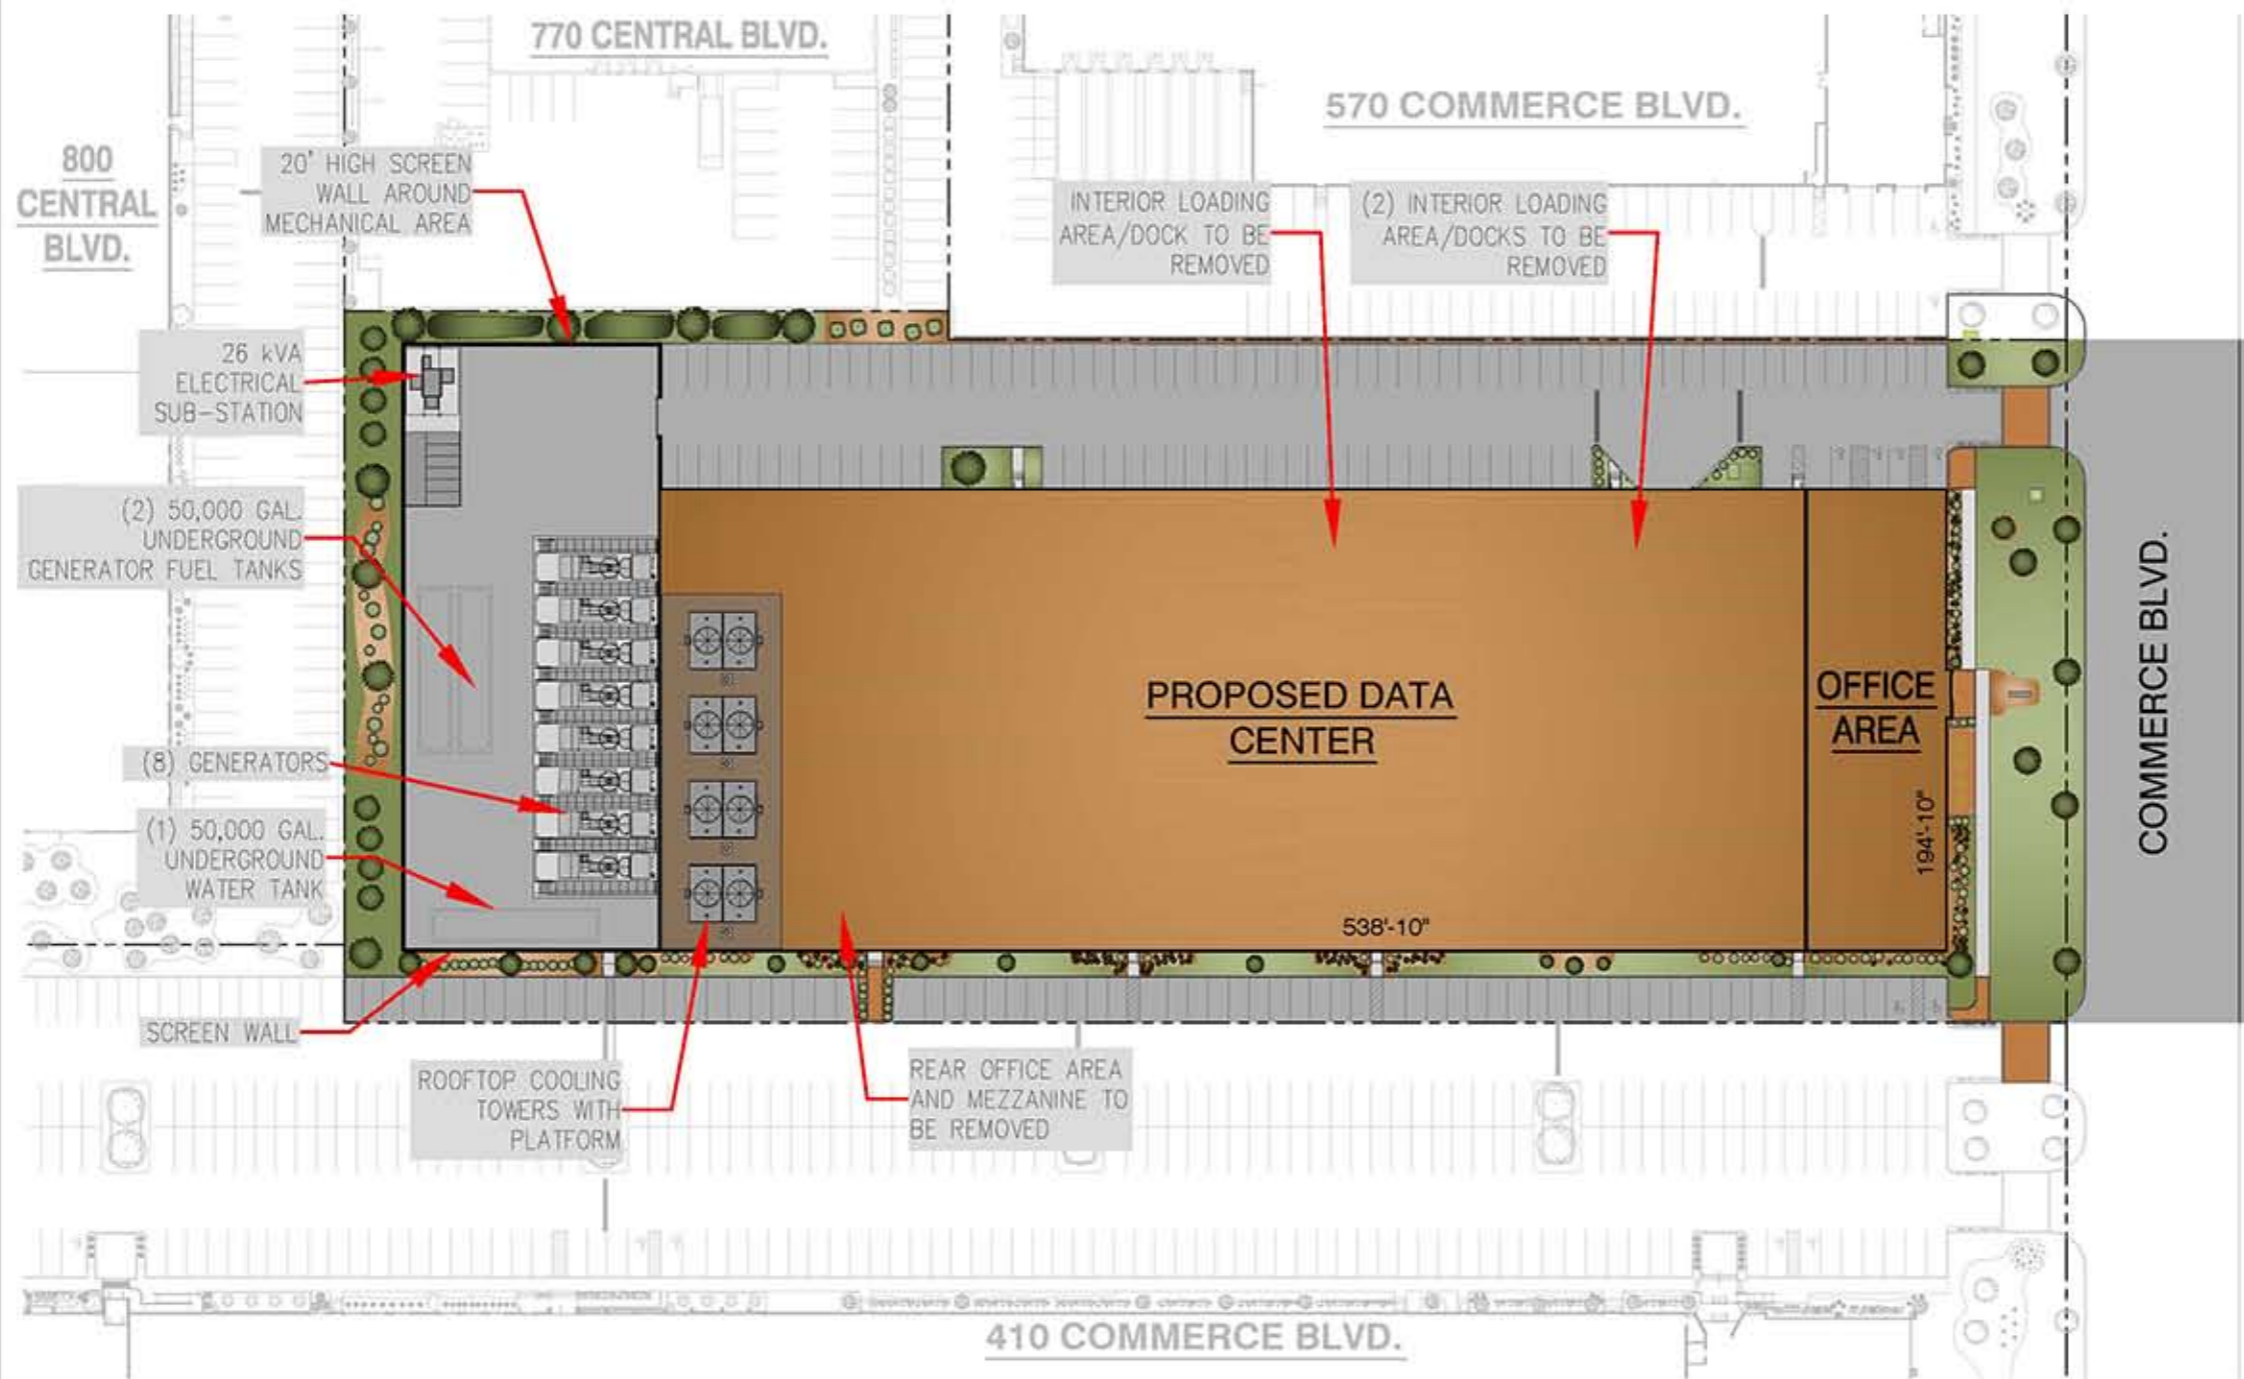 770 CENTRAL BLVD.
570 COMMERCE BLVD.
800
CENTRAL
BLVD.
20' HIGH SCREEN
WALL AROUND
MECHANICAL AREA
INTERIOR LOADING
AREA/DOCK TO BE
REMOVED
(2) INTERIOR LOADING
AREA/DOCKS TO BE
REMOVED
26 kVA
ELECTRICAL
SUB-STATION
(2) 50,000 GAL.
UNDERGROUND
GENERATOR FUEL TANKS
(8) GENERATORS
(1) 50,000 GAL.
UNDERGROUND
WATER TANK
SCREEN WALL
ROOFTOP COOLING
TOWERS WITH
PLATFORM
REAR OFFICE AREA
AND MEZZANINE TO
BE REMOVED
PROPOSED DATA
CENTER
538'-10"
OFFICE
AREA
194'-10"
COMMERCE BLVD.
410 COMMERCE BLVD.